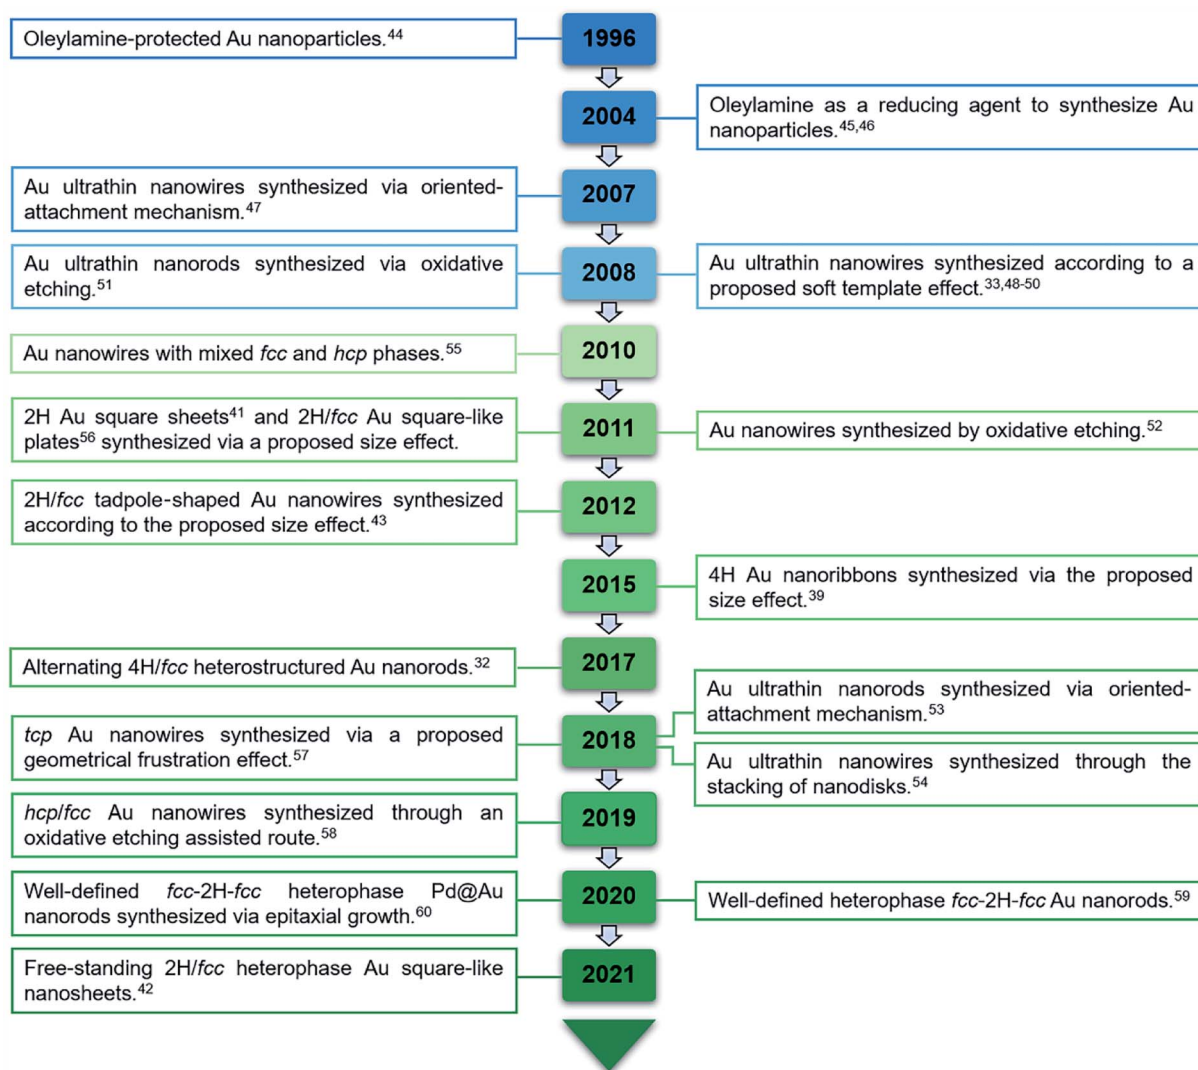 Oleylamine-protected Au nanoparticles.44
1996
2004
Oleylamine as a reducing agent to synthesize Au
nanoparticles.45,46
Au ultrathin nanowires synthesized via oriented-
attachment mechanism.47
2007
Au ultrathin nanorods synthesized via oxidative
etching.51
2008
Au ultrathin nanowires synthesized according to a
proposed soft template effect.33,48-50
Au nanowires with mixed fcc and hcp phases.55
2010
2H Au square sheets41 and 2H/fcc Au square-like
plates56 synthesized via a proposed size effect.
2011
Au nanowires synthesized by oxidative etching.52
2H/fcc tadpole-shaped Au nanowires synthesized
according to the proposed size effect.43
2012
2015
4H Au nanoribbons synthesized via the proposed
size effect.39
Alternating 4H/fcc heterostructured Au nanorods.32
2017
tcp Au nanowires synthesized via a proposed
geometrical frustration effect.57
2018
Au ultrathin nanorods synthesized via oriented-
attachment mechanism.53
Au ultrathin nanowires synthesized through the
stacking of nanodisks.54
hcp/fcc Au nanowires synthesized through an
oxidative etching assisted route.58
2019
Well-defined fcc-2H-fcc heterophase Pd@Au
nanorods synthesized via epitaxial growth.60
2020
Well-defined heterophase fcc-2H-fcc Au nanorods.59
Free-standing 2H/fcc heterophase Au square-like
nanosheets.42
2021